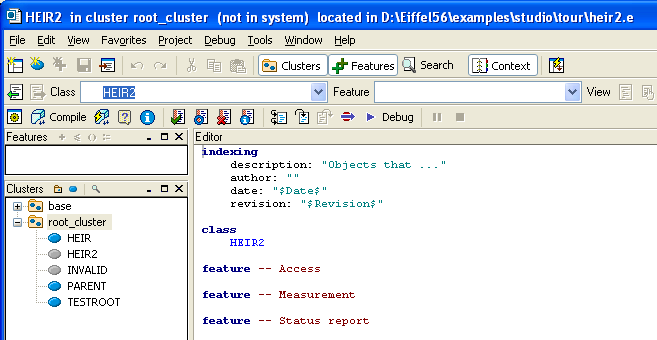 HEIR2 in cluster root_cluster (not in system) located in D:\Eiffel56\examples\studio\tour\heir2.e
File Edit View Favorites Project Debug Tools Window Help
Clusters Features Search Context
Class HEIR2 Feature View
Compile Debug
Features
Editor
indexing
description: "Objects that ..."
author: ""
date: "$Date$"
revision: "$Revision$"
class
HEIR2
feature -- Access
feature -- Measurement
feature -- Status report
Clusters
base
root_cluster
HEIR
HEIR2
INVALID
PARENT
TESTROOT